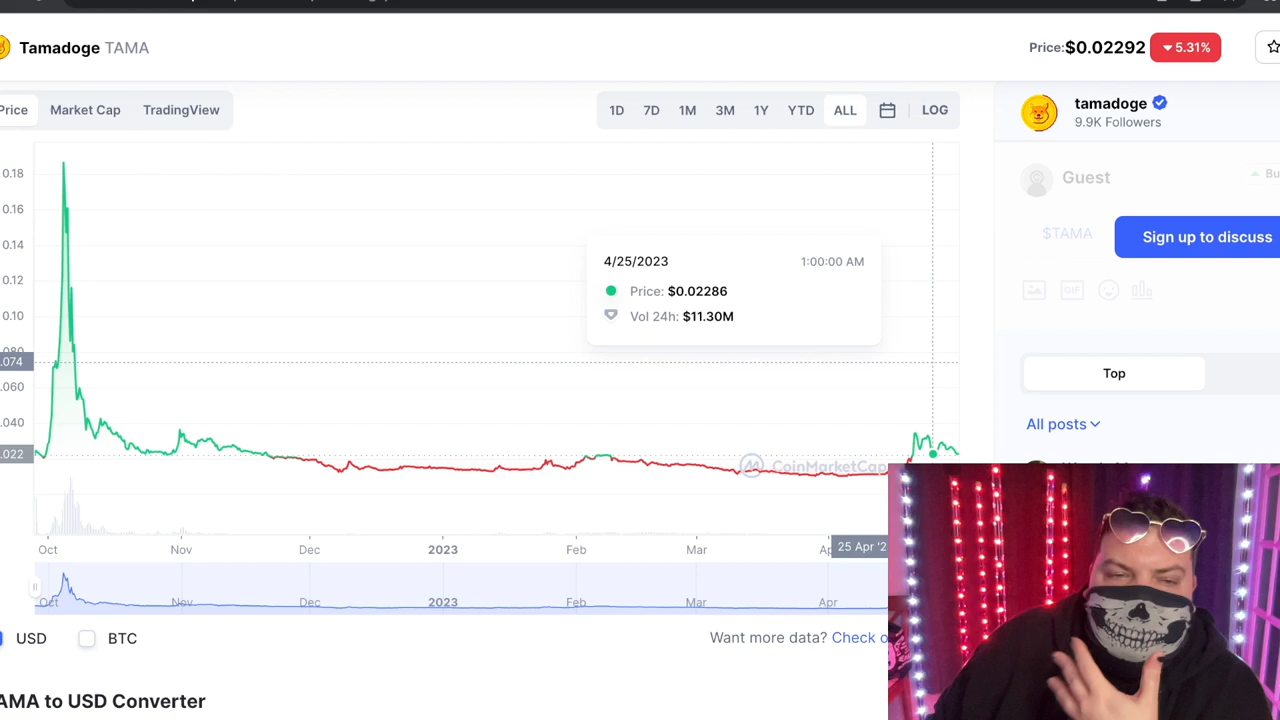 Tamadoge TAMA
Price:$0.02292 5.31%
Price Market Cap TradingView
1D 7D 1M 3M 1Y YTD ALL LOG
tamadoge
9.9K Followers
Guest
$TAMA
Sign up to discuss
GIF
Top
All posts
0.18
0.16
0.14
0.12
0.10
.080
.074
.060
.040
.022
4/25/2023 1:00:00 AM
Price: $0.02286
Vol 24h: $11.30M
CoinMarketCap
Oct Nov Dec 2023 Feb Mar 25 Apr '2
Oct Nov Dec 2023 Feb Mar Apr
USD BTC
Want more data? Check o
AMA to USD Converter